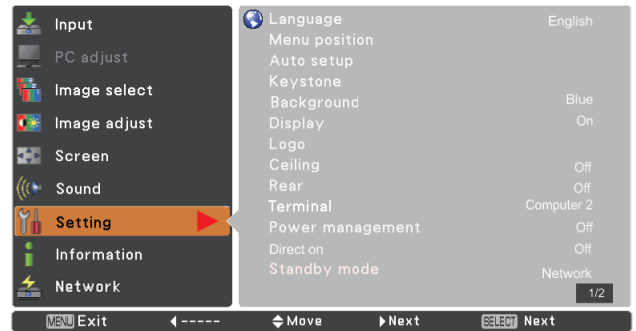 Input
PC adjust
Image select
Image adjust
Screen
Sound
Setting
Information
Network
Language English
Menu position
Auto setup
Keystone
Background Blue
Display On
Logo
Ceiling Off
Rear Off
Terminal Computer 2
Power management Off
Direct on Off
Standby mode Network
1/2
MENU Exit ----- Move Next SELECT Next